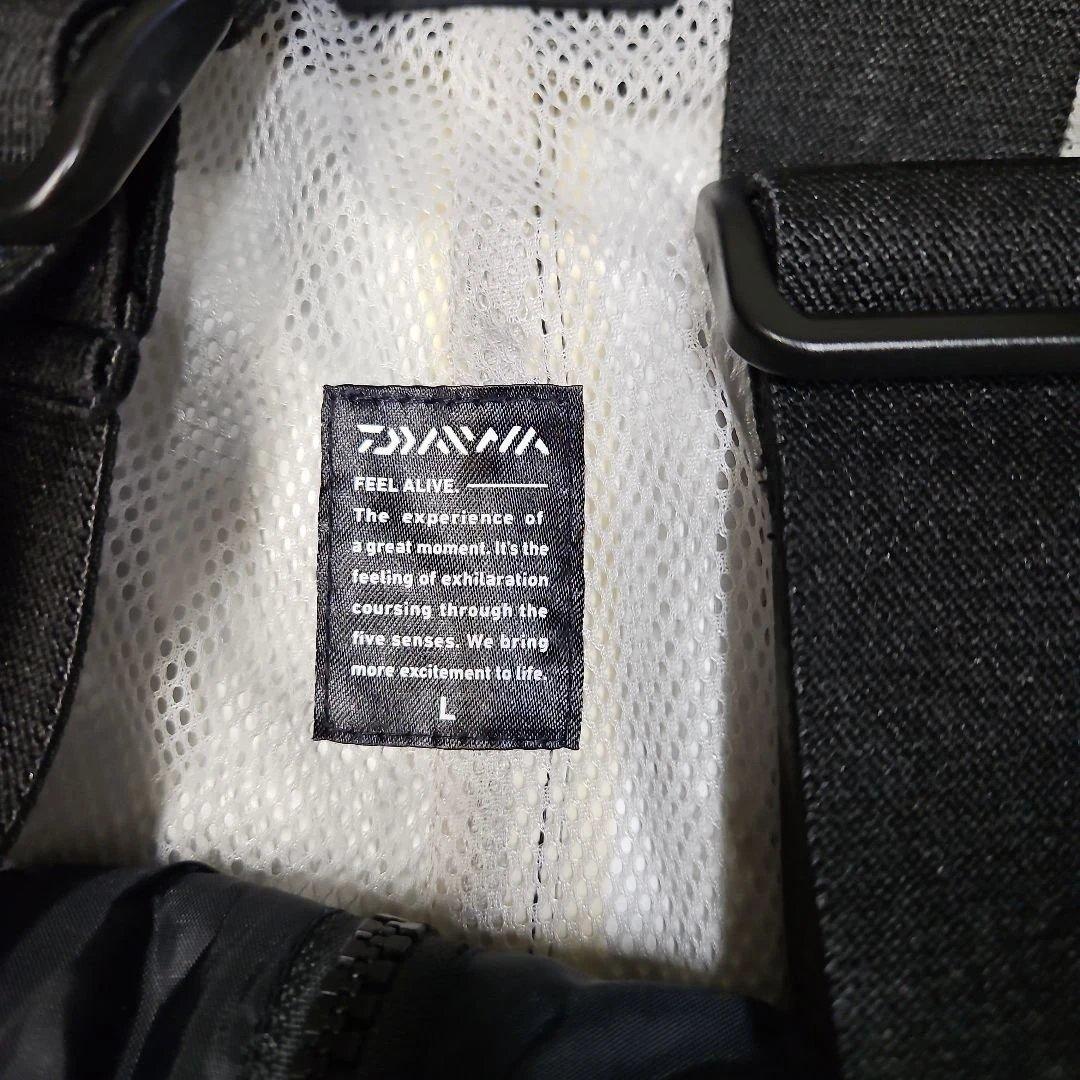 DAIWA
FEEL ALIVE.
The experience of
a great moment. It's the
feeling of exhilaration
coursing through the
five senses. We bring
more excitement to life.
L